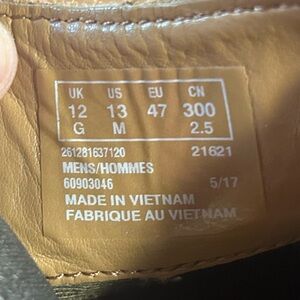 UK US EU CN
12 13 47 300
G M 2.5
261281637120 21621
MENS/HOMMES
60903046 5/17
MADE IN VIETNAM
FABRIQUE AU VIETNAM